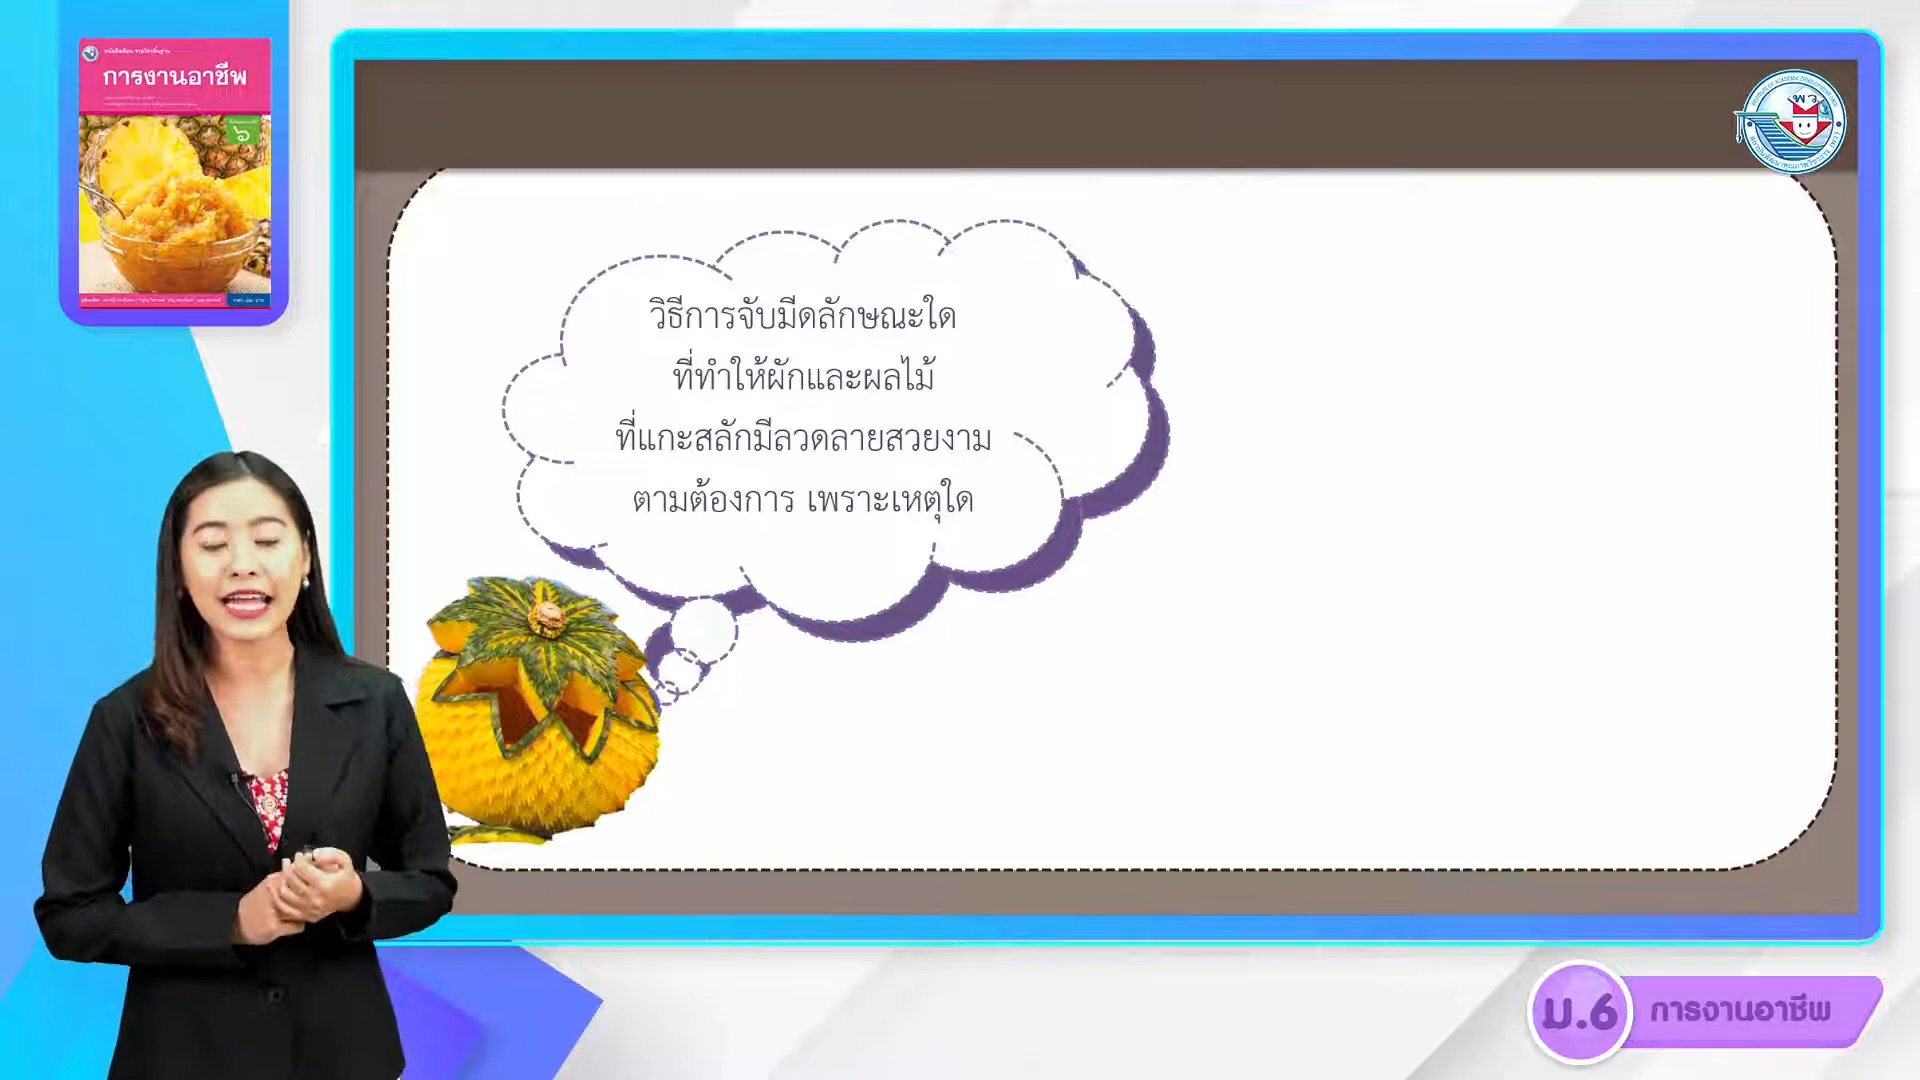 การงานอาชีพ
๖
พว
วิธีการจับมีดลักษณะใด
ที่ทำให้ผักและผลไม้
ที่แกะสลักมีลวดลายสวยงาม
ตามต้องการ เพราะเหตุใด
ม.6 การงานอาชีพ